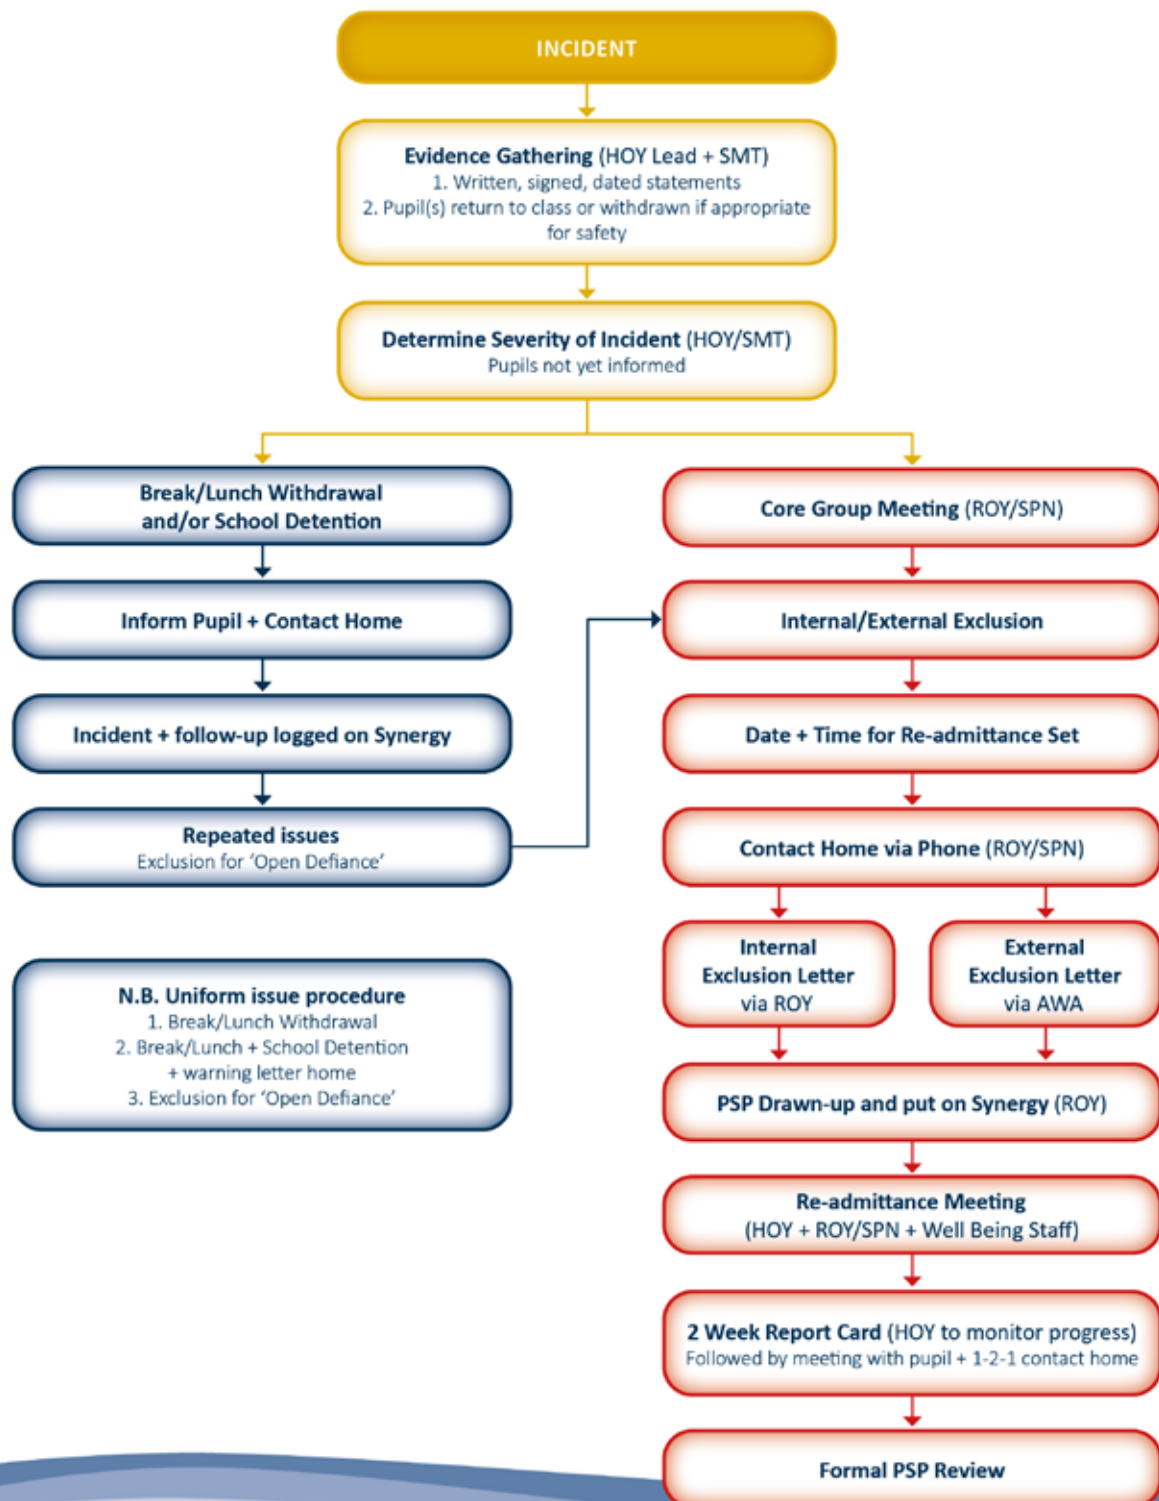 INCIDENT
Evidence Gathering (HOY Lead + SMT)
1. Written, signed, dated statements
2. Pupil(s) return to class or withdrawn if appropriate
for safety
Determine Severity of Incident (HOY/SMT)
Pupils not yet informed
Break/Lunch Withdrawal
and/or School Detention
Inform Pupil + Contact Home
Incident + follow-up logged on Synergy
Repeated issues
Exclusion for ‘Open Defiance’
N.B. Uniform issue procedure
1. Break/Lunch Withdrawal
2. Break/Lunch + School Detention
+ warning letter home
3. Exclusion for ‘Open Defiance’
Core Group Meeting (ROY/SPN)
Internal/External Exclusion
Date + Time for Re-admittance Set
Contact Home via Phone (ROY/SPN)
Internal
Exclusion Letter
via ROY
External
Exclusion Letter
via AWA
PSP Drawn-up and put on Synergy (ROY)
Re-admittance Meeting
(HOY + ROY/SPN + Well Being Staff)
2 Week Report Card (HOY to monitor progress)
Followed by meeting with pupil + 1-2-1 contact home
Formal PSP Review